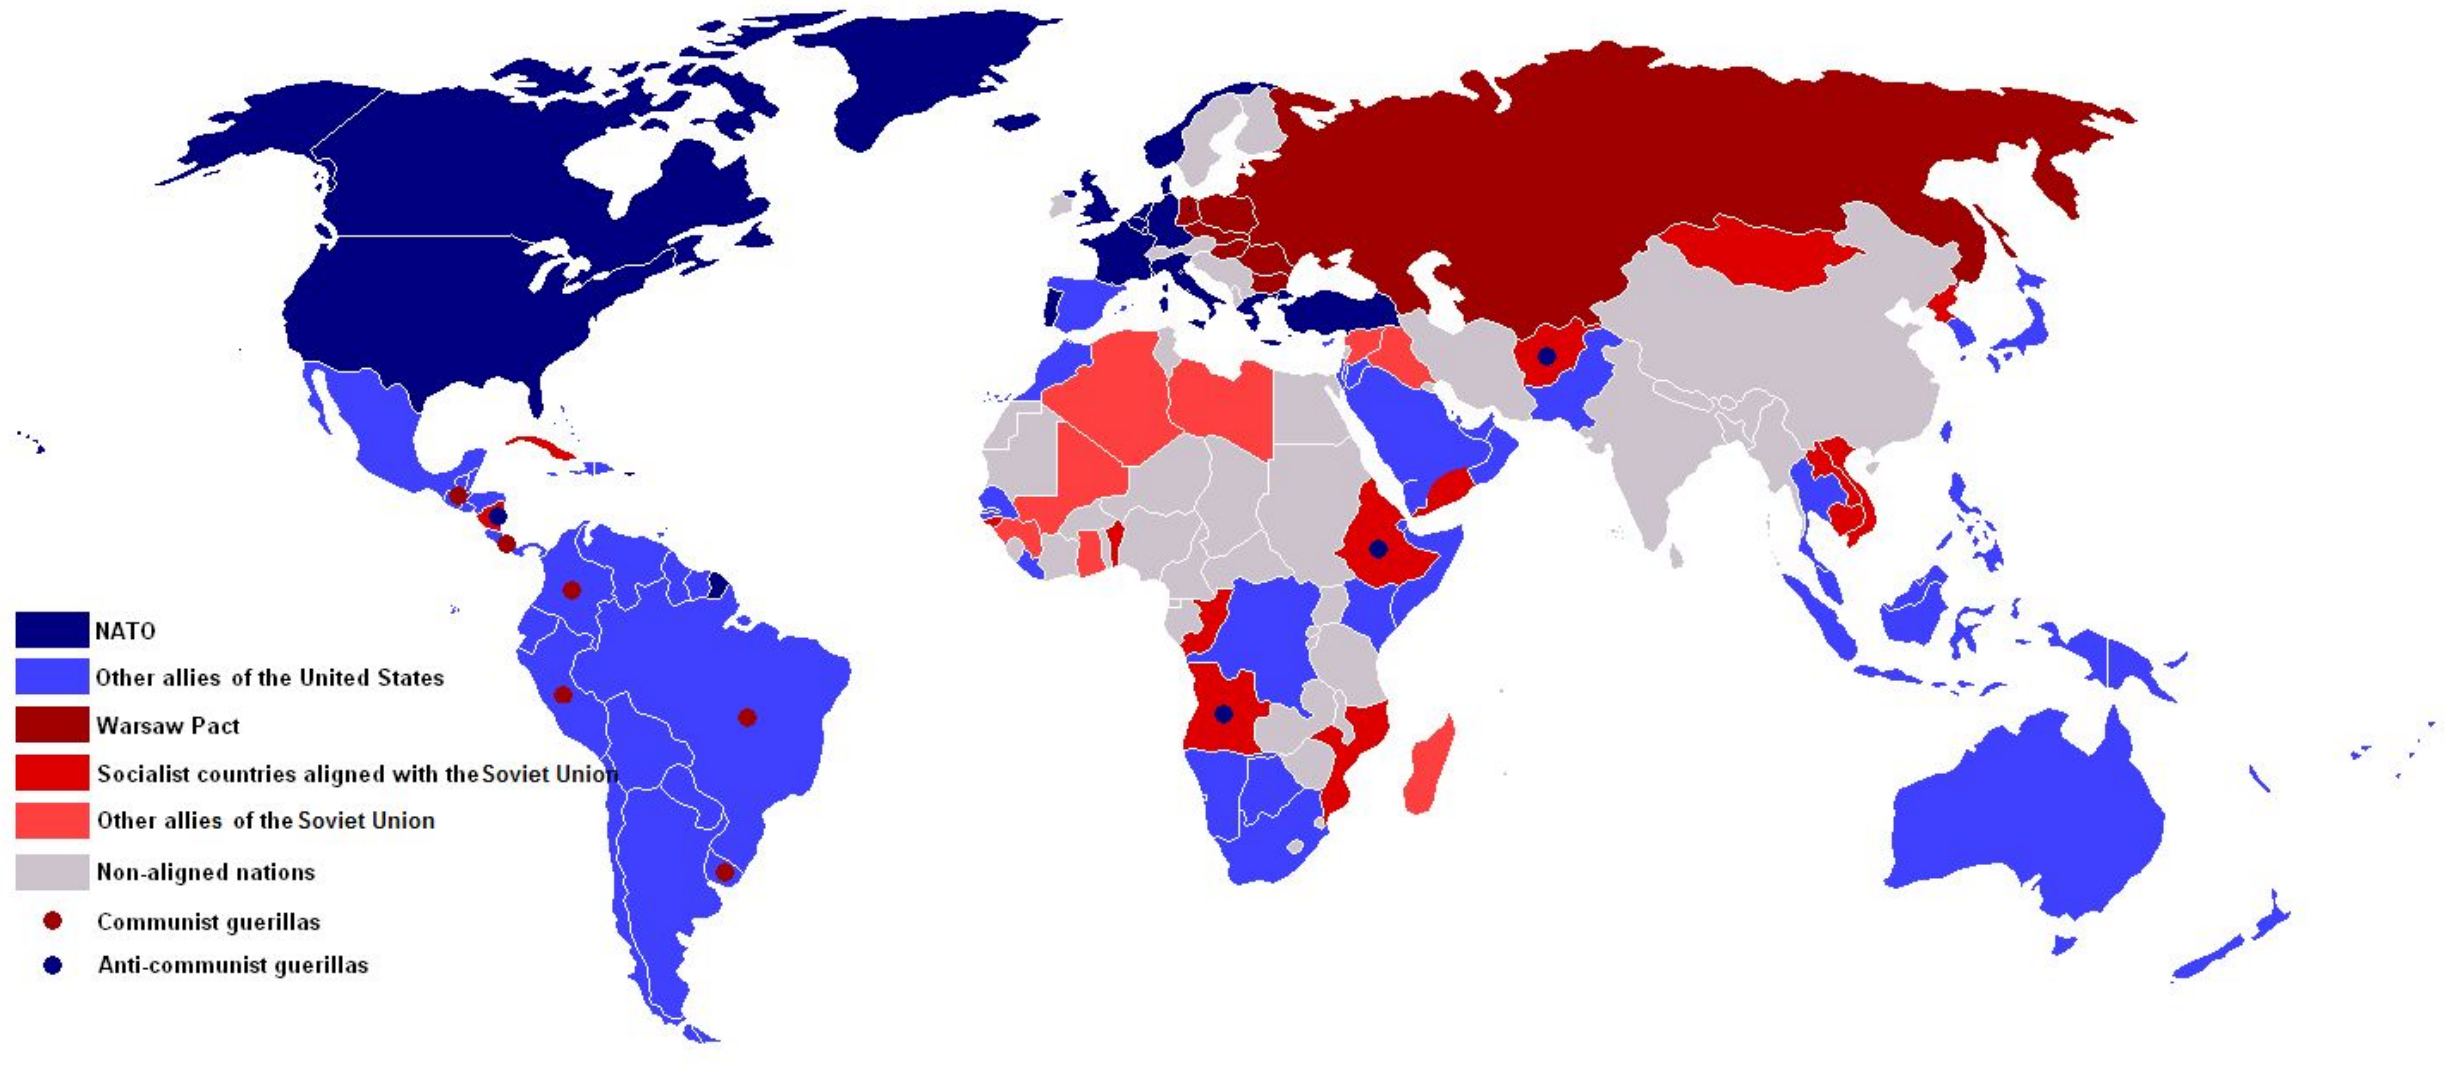 NATO
Other allies of the United States
Warsaw Pact
Socialist countries aligned with the Soviet Union
Other allies of the Soviet Union
Non-aligned nations
Communist guerillas
Anti-communist guerillas